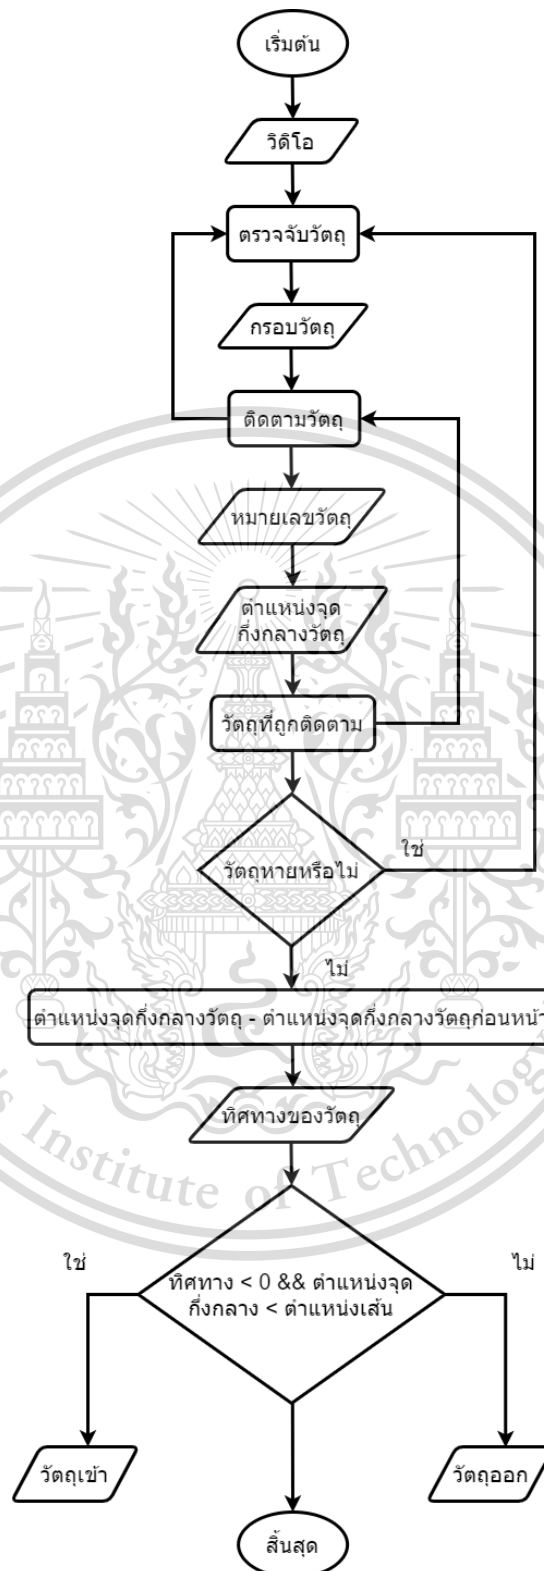 เริ่มต้น
วิดิโอ
ตรวจจับวัตถุ
กรอบวัตถุ
ติดตามวัตถุ
หมายเลขวัตถุ
ตำแหน่งจุด
กึ่งกลางวัตถุ
วัตถุที่ถูกติดตาม
วัตถุหายหรือไม่
ใช่
ไม่
ตำแหน่งจุดกึ่งกลางวัตถุ - ตำแหน่งจุดกึ่งกลางวัตถุก่อนหน้า
ทิศทางของวัตถุ
Institute of Technolog
ใช่
ไม่
ทิศทาง < 0 && ตำแหน่งจุด
กึ่งกลาง < ตำแหน่งเส้น
วัตถุเข้า
วัตถุออก
สิ้นสุด